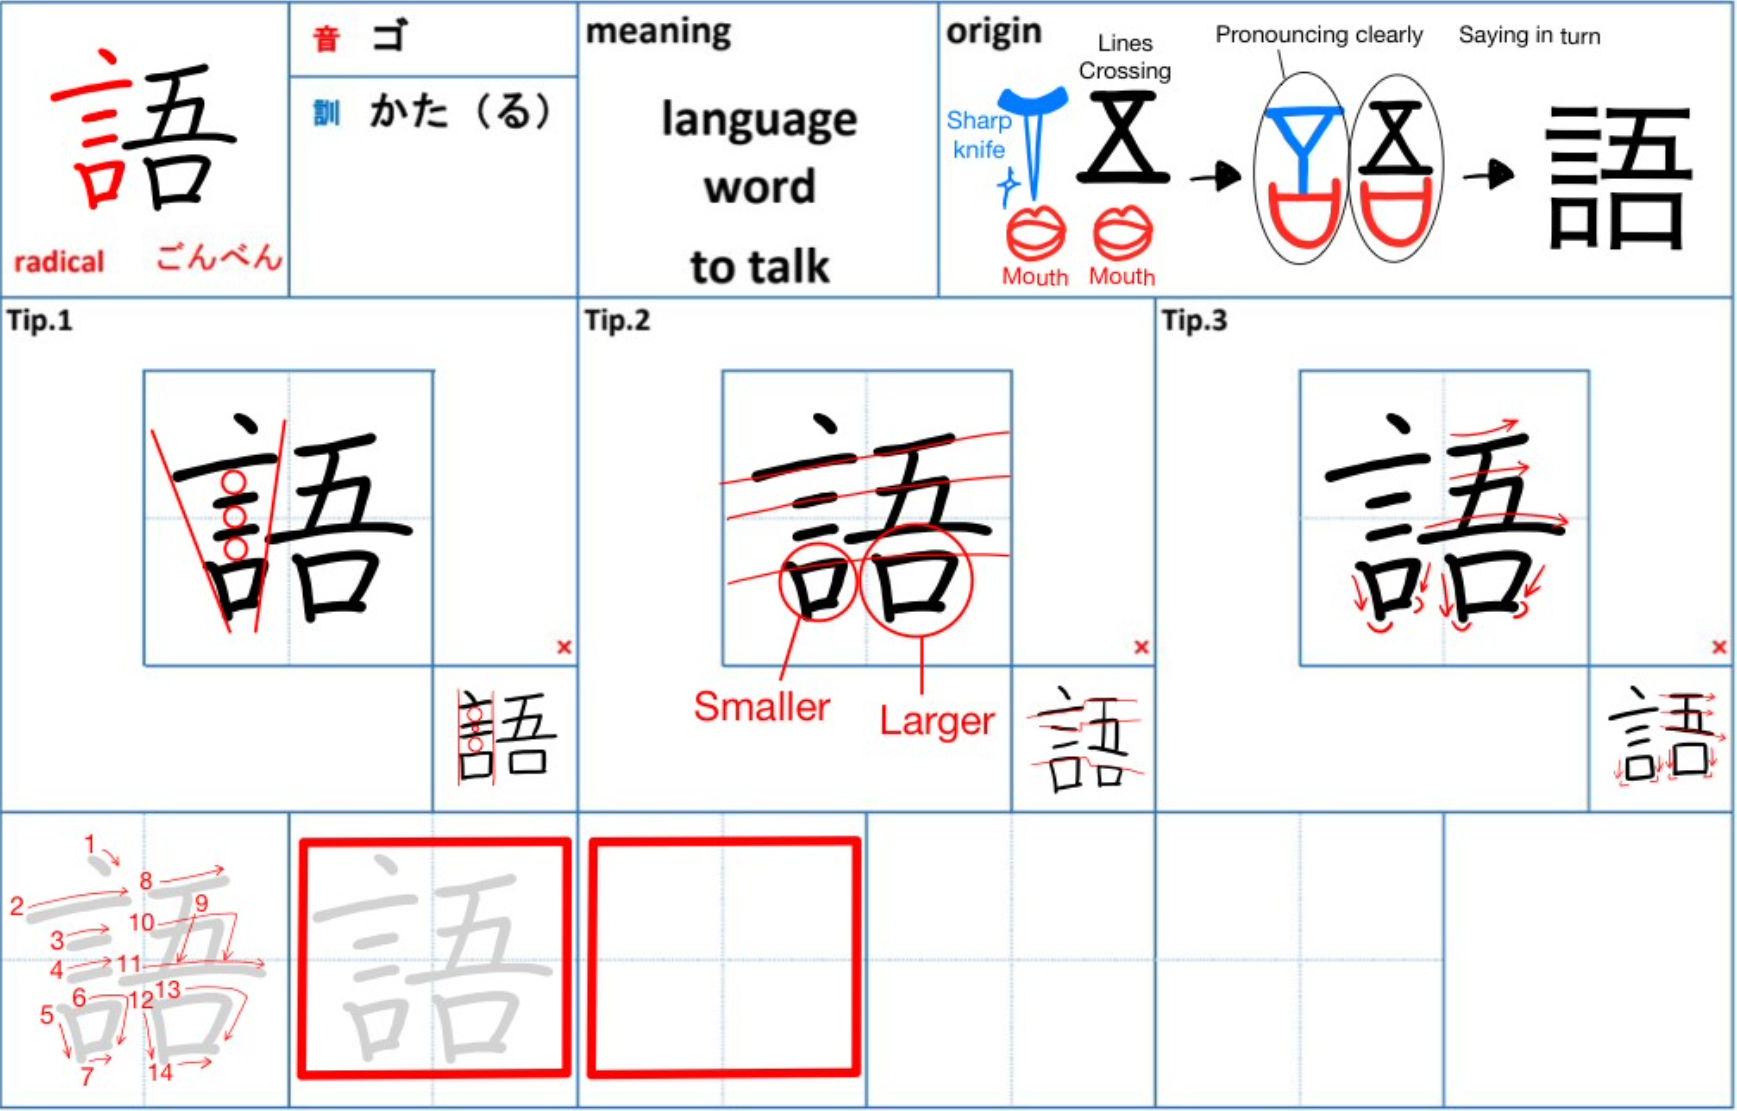 語
radical ごんべん
音 ゴ
訓 かた（る）
meaning
language
word
to talk
origin
Lines
Crossing
Sharp
knife
Mouth Mouth
Pronouncing clearly
Saying in turn
語
Tip.1
語
×
語
Tip.2
語
Smaller
Larger
×
語
Tip.3
語
×
語
1
2
3
4
5
6
7
8
9
10
11
12
13
14
語
語